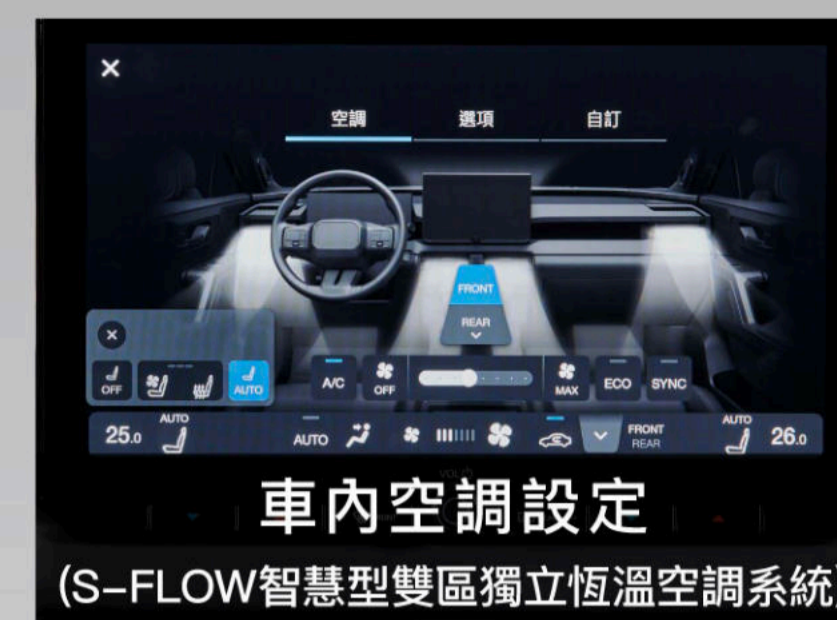 空調 選項 自訂
FRONT
REAR
OFF AUTO A/C OFF MAX ECO SYNC
25.0 AUTO AUTO FRONT REAR AUTO 26.0
VOL
車內空調設定
(S-FLOW智慧型雙區獨立恆溫空調系統)